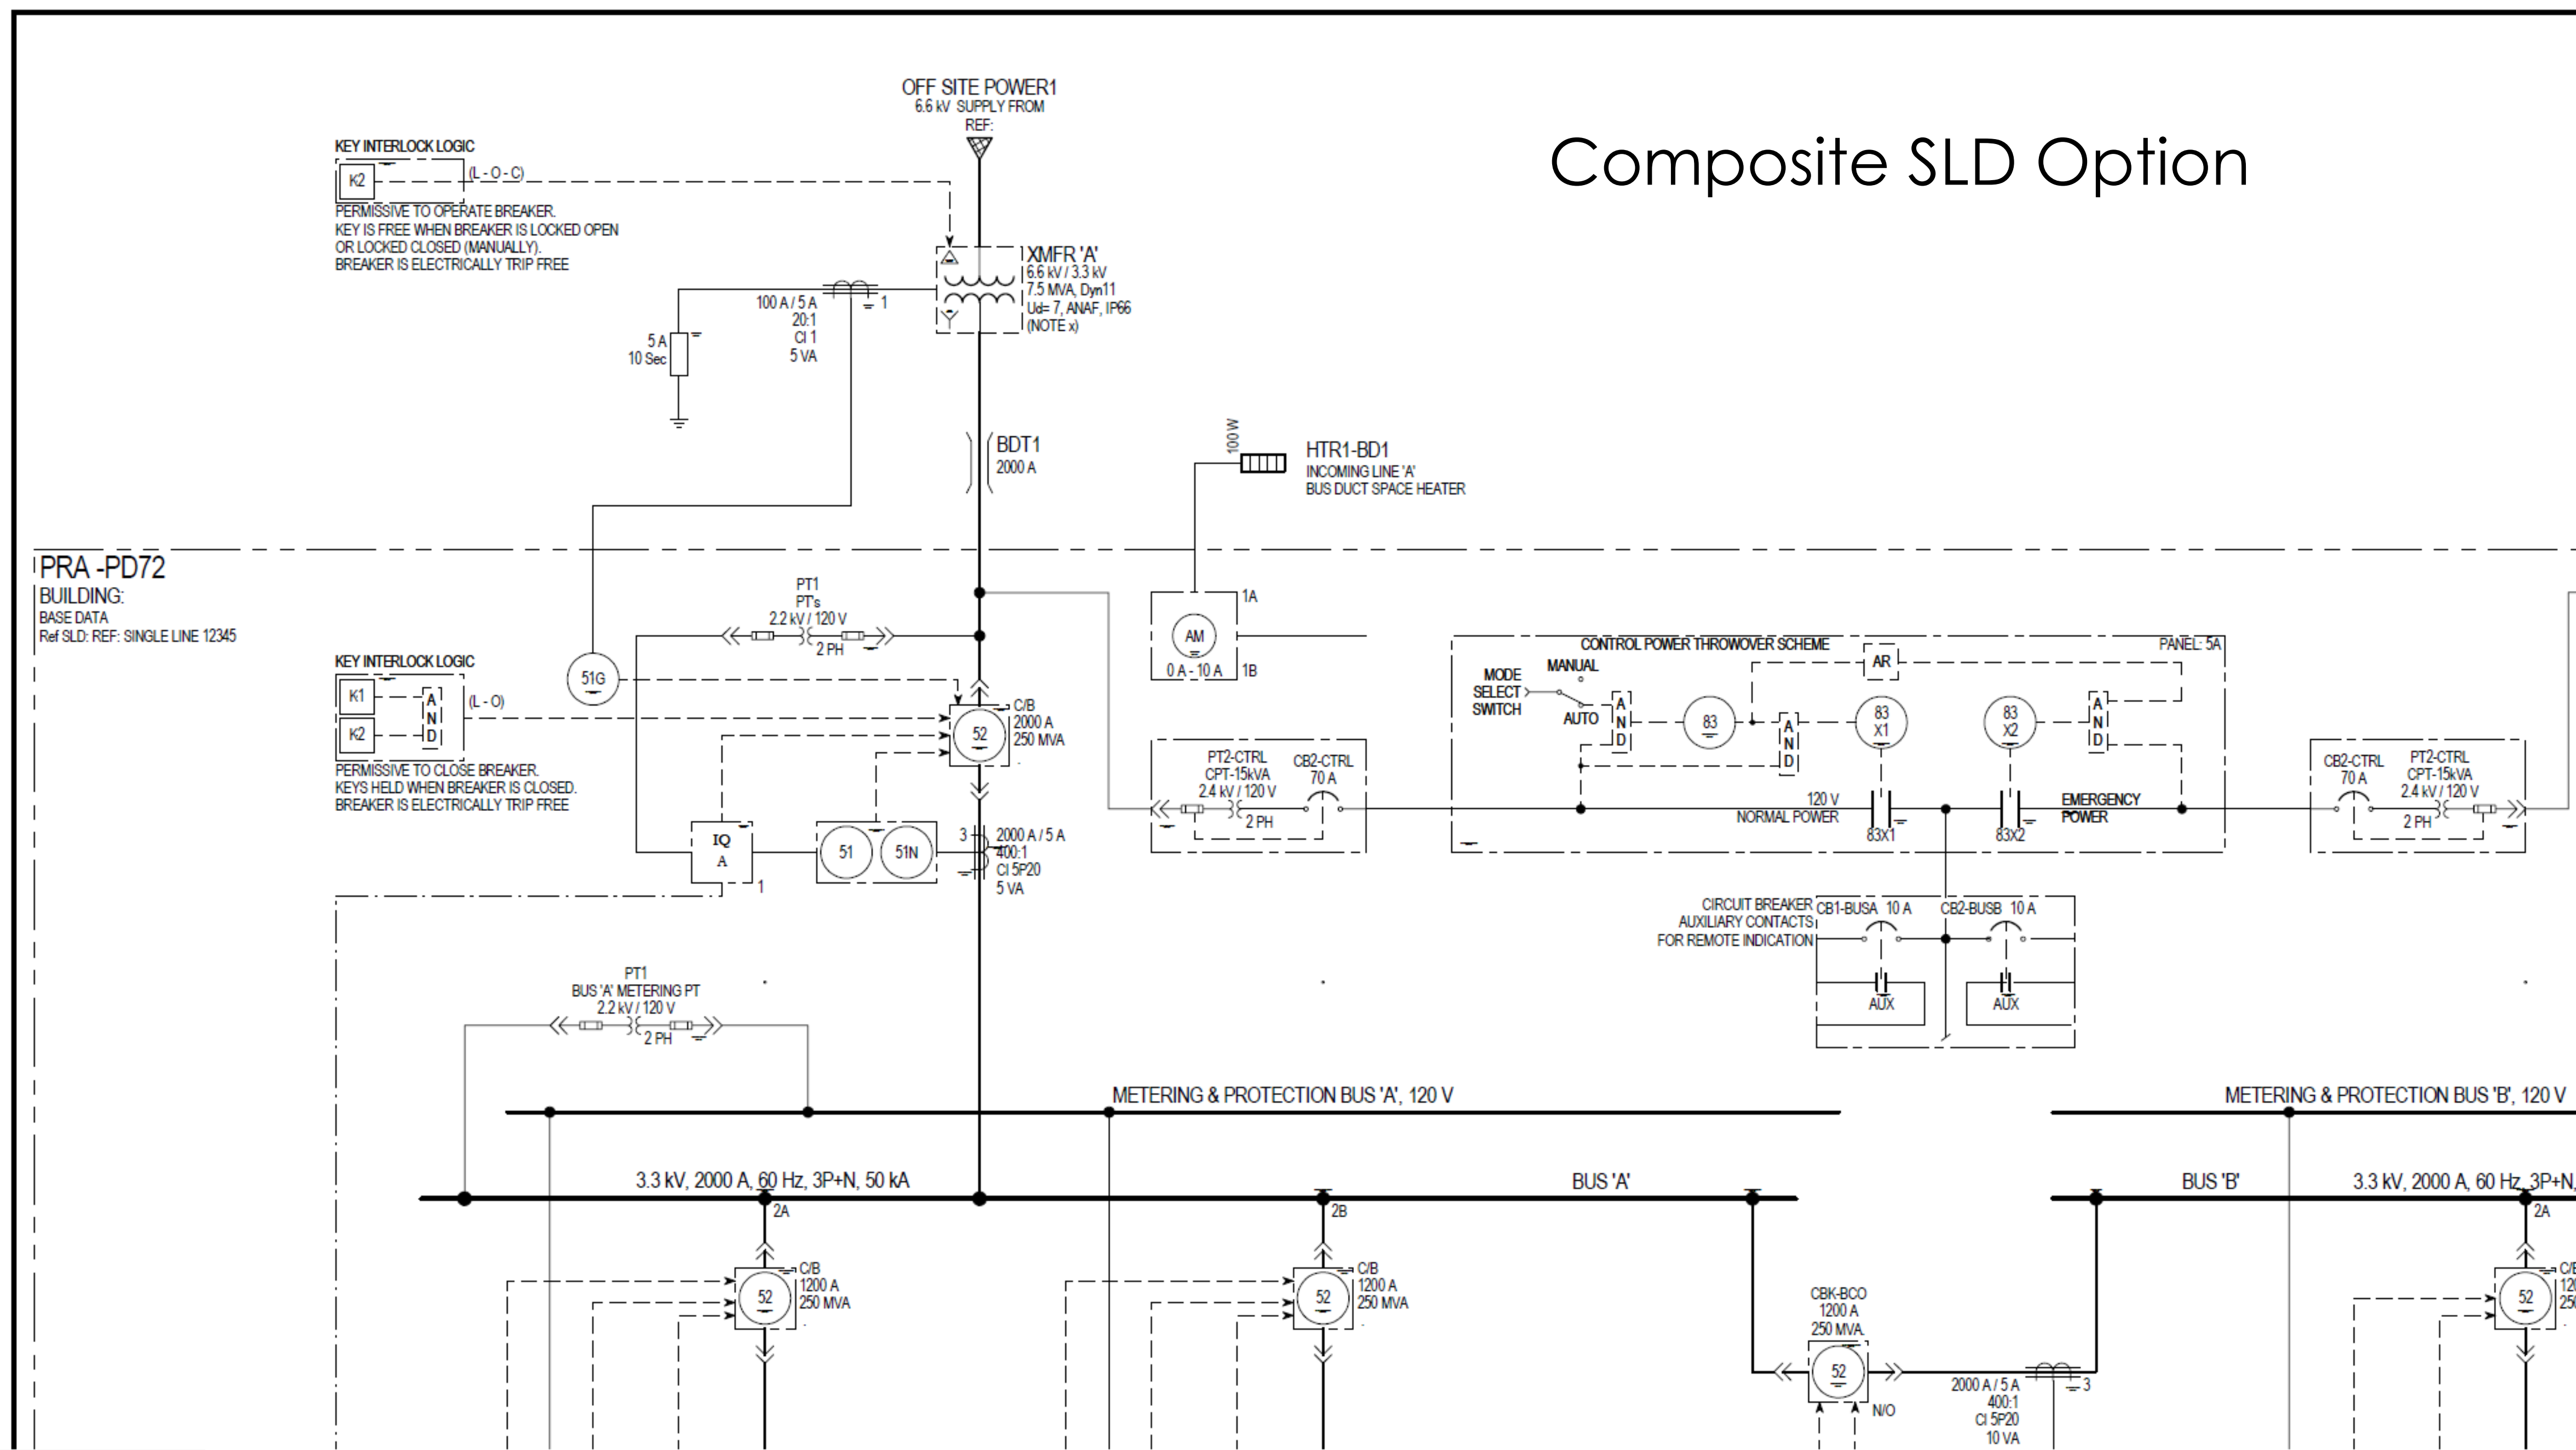 OFF SITE POWER1
6.6 kV SUPPLY FROM
REF:
Composite SLD Option
KEY INTERLOCK LOGIC
K2
(L - O - C)
PERMISSIVE TO OPERATE BREAKER.
KEY IS FREE WHEN BREAKER IS LOCKED OPEN
OR LOCKED CLOSED (MANUALLY).
BREAKER IS ELECTRICALLY TRIP FREE
XMFR 'A'
6.6 kV / 3.3 kV
7.5 MVA, Dyn11
Ud= 7, ANAF, IP66
(NOTE x)
100 A / 5 A
20:1
Cl 1
5 VA
1
5 A
10 Sec
BDT1
2000 A
100 W
HTR1-BD1
INCOMING LINE 'A'
BUS DUCT SPACE HEATER
PRA -PD72
BUILDING:
BASE DATA
Ref SLD: REF: SINGLE LINE 12345
PT1
PT's
2.2 kV / 120 V
2 PH
51G
KEY INTERLOCK LOGIC
K1
K2
AND
(L - O)
PERMISSIVE TO CLOSE BREAKER.
KEYS HELD WHEN BREAKER IS CLOSED.
BREAKER IS ELECTRICALLY TRIP FREE
52
C/B
2000 A
250 MVA
1A
AM
0 A - 10 A
1B
CONTROL POWER THROWOVER SCHEME
PANEL: 5A
MODE
SELECT
SWITCH
MANUAL
AUTO
AND
83
AND
AR
83
X1
83
X2
AND
PT2-CTRL
CPT-15kVA
2.4 kV / 120 V
2 PH
CB2-CTRL
70 A
120 V
NORMAL POWER
83X1
83X2
EMERGENCY
POWER
CB2-CTRL
70 A
PT2-CTRL
CPT-15kVA
2.4 kV / 120 V
2 PH
IQ
A
1
51
51N
3
2000 A / 5 A
400:1
Cl 5P20
5 VA
CIRCUIT BREAKER
AUXILIARY CONTACTS
FOR REMOTE INDICATION
CB1-BUSA 10 A
CB2-BUSB 10 A
AUX
AUX
PT1
BUS 'A' METERING PT
2.2 kV / 120 V
2 PH
METERING & PROTECTION BUS 'A', 120 V
METERING & PROTECTION BUS 'B', 120 V
3.3 kV, 2000 A, 60 Hz, 3P+N, 50 kA
BUS 'A'
BUS 'B'
3.3 kV, 2000 A, 60 Hz, 3P+N,
2A
2B
2A
52
C/B
1200 A
250 MVA
52
C/B
1200 A
250 MVA
CBK-BCO
1200 A
250 MVA
52
N/O
2000 A / 5 A
400:1
Cl 5P20
10 VA
3
52